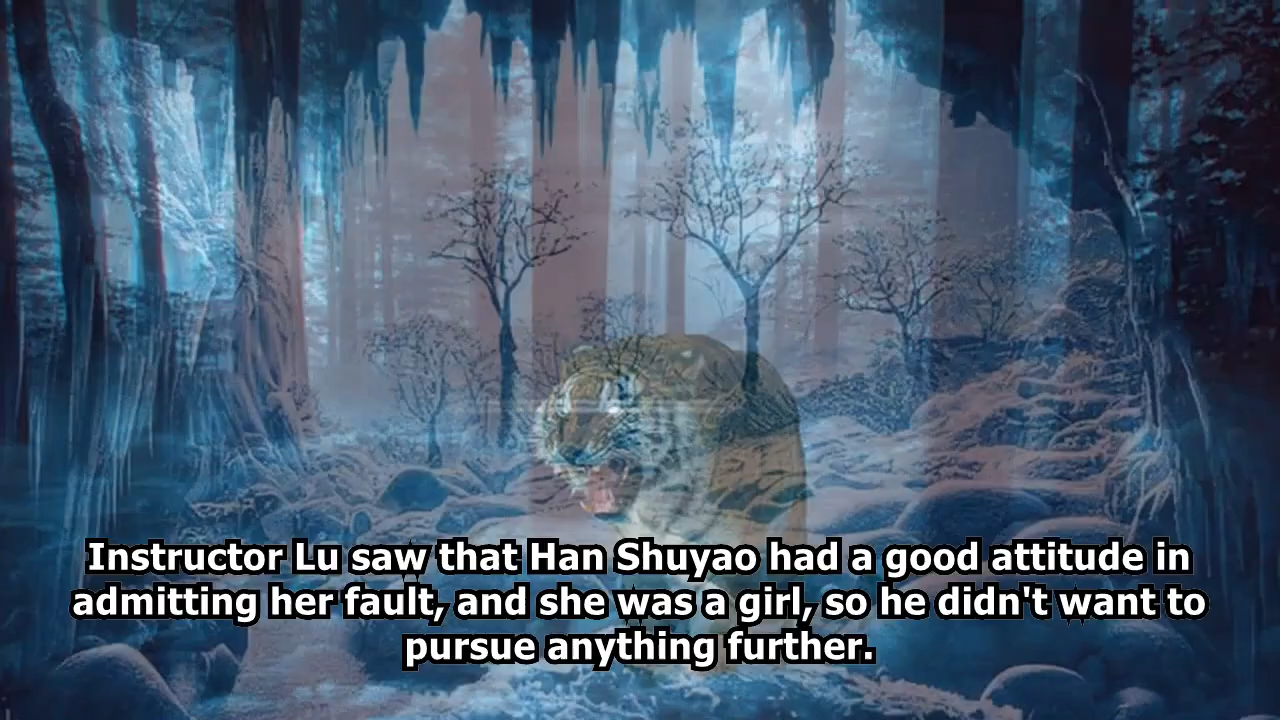 Instructor Lu saw that Han Shuyao had a good attitude in
admitting her fault, and she was a girl, so he didn't want to
pursue anything further.